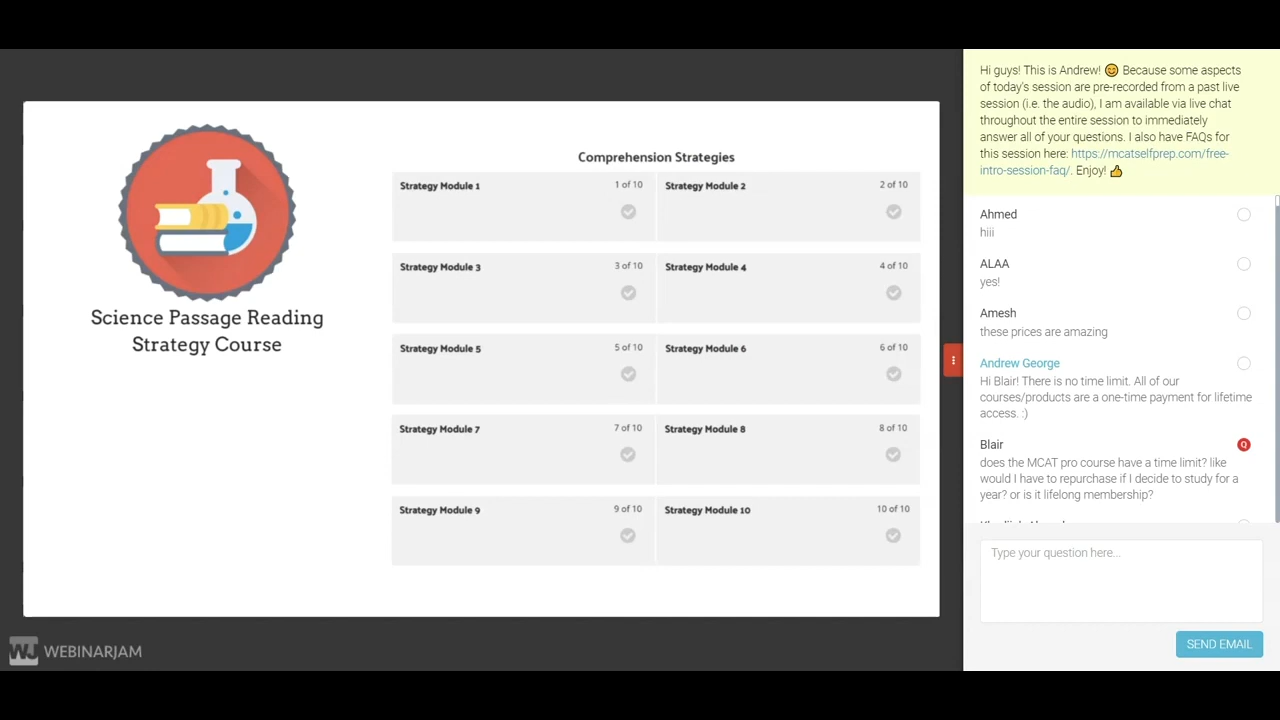 Science Passage Reading
Strategy Course
Comprehension Strategies
Strategy Module 1
1 of 10
Strategy Module 2
2 of 10
Strategy Module 3
3 of 10
Strategy Module 4
4 of 10
Strategy Module 5
5 of 10
Strategy Module 6
6 of 10
Strategy Module 7
7 of 10
Strategy Module 8
8 of 10
Strategy Module 9
9 of 10
Strategy Module 10
10 of 10
WJ WEBINARJAM
Hi guys! This is Andrew! 😊 Because some aspects
of today's session are pre-recorded from a past live
session (i.e. the audio), I am available via live chat
throughout the entire session to immediately
answer all of your questions. I also have FAQs for
this session here: https://mcatselfprep.com/free-
intro-session-faq/. Enjoy! 👍
Ahmed
hiii
ALAA
yes!
Amesh
these prices are amazing
Andrew George
Hi Blair! There is no time limit. All of our
courses/products are a one-time payment for lifetime
access. :)
Blair
Q
does the MCAT pro course have a time limit? like
would I have to repurchase if I decide to study for a
year? or is it lifelong membership?
Type your question here...
SEND EMAIL